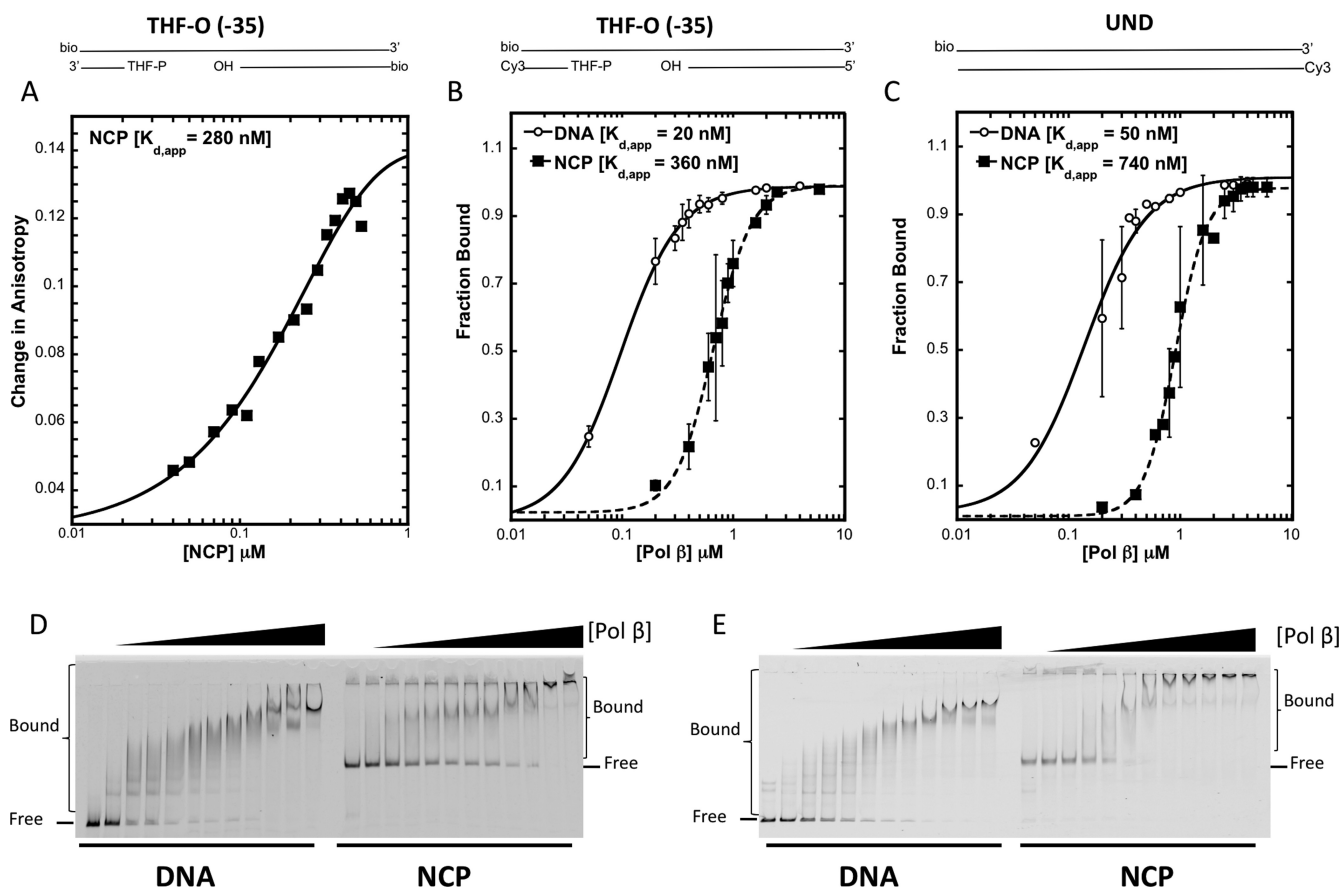 THF-O (-35)
bio 3’
3’ THF-P OH bio
THF-O (-35)
bio 3’
Cy3 THF-P OH 5’
UND
bio 3’
Cy3
A
NCP [Kd,app = 280 nM]
0.14
0.12
0.1
0.08
0.06
0.04
Change in Anisotropy
0.01 0.1 1
[NCP] μM
B
DNA [Kd,app = 20 nM]
NCP [Kd,app = 360 nM]
1.1
0.9
0.7
0.5
0.3
0.1
Fraction Bound
0.01 0.1 1 10
[Pol β] μM
C
DNA [Kd,app = 50 nM]
NCP [Kd,app = 740 nM]
1.1
0.9
0.7
0.5
0.3
0.1
Fraction Bound
0.01 0.1 1 10
[Pol β] μM
D
[Pol β]
Bound
Free
Bound
Free
DNA NCP
E
[Pol β]
Bound
Free
Bound
Free
DNA NCP